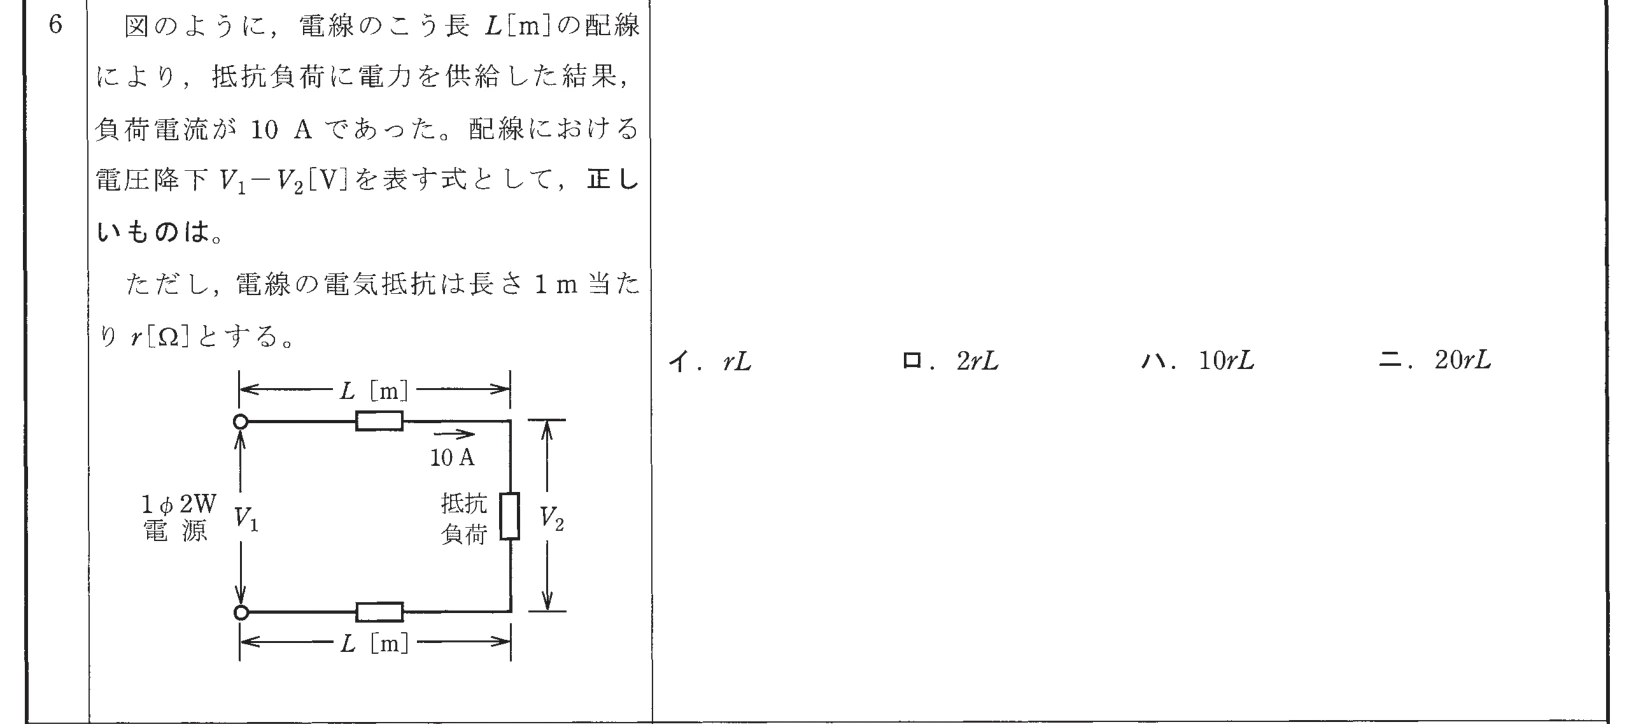 6
図のように，電線のこう長 L[m]の配線
により，抵抗負荷に電力を供給した結果，
負荷電流が 10 A であった。配線における
電圧降下 V₁−V₂[V]を表す式として，正し
いものは。
ただし，電線の電気抵抗は長さ 1 m 当た
り r[Ω]とする。
イ．rL ロ．2rL ハ．10rL ニ．20rL
L [m]
10 A
1φ2W
電 源
V₁
抵抗
負荷
V₂
L [m]